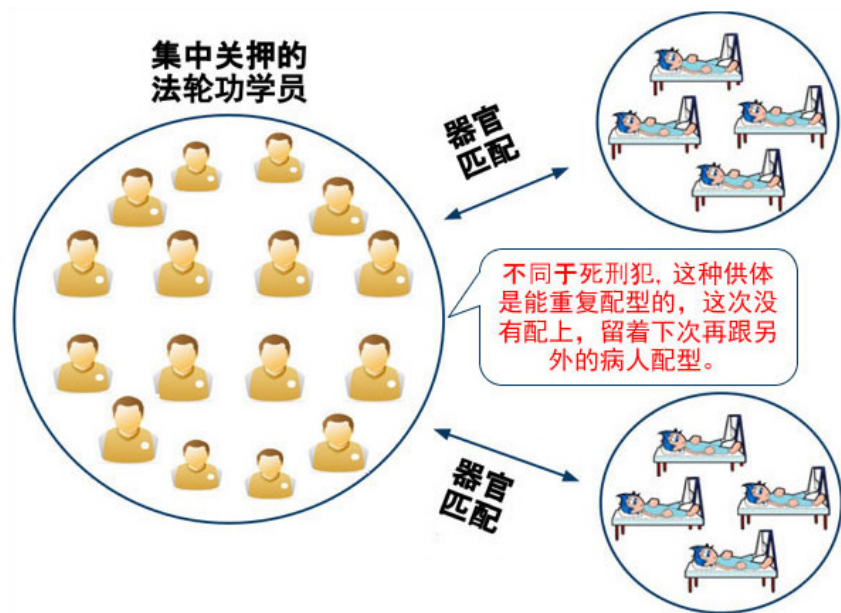 集中关押的
法轮功学员
器官
匹配
不同于死刑犯, 这种供体
是能重复配型的，这次没
有配上，留着下次再跟另
外的病人配型。
器官
匹配